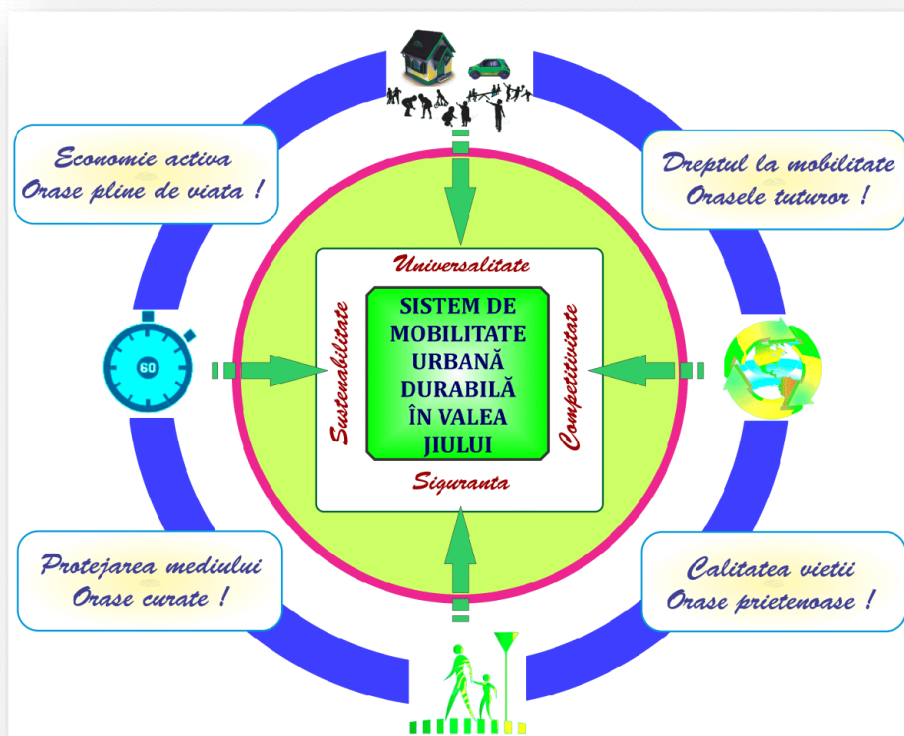 Economie activa
Orase pline de viata !
Dreptul la mobilitate
Orasele tuturor !
Universalitate
Sustenabilitate
SISTEM DE
MOBILITATE
URBANĂ
DURABILĂ
ÎN VALEA
JIULUI
Competitivitate
Siguranta
60
Protejarea mediului
Orase curate !
Calitatea vietii
Orase prietenoase !